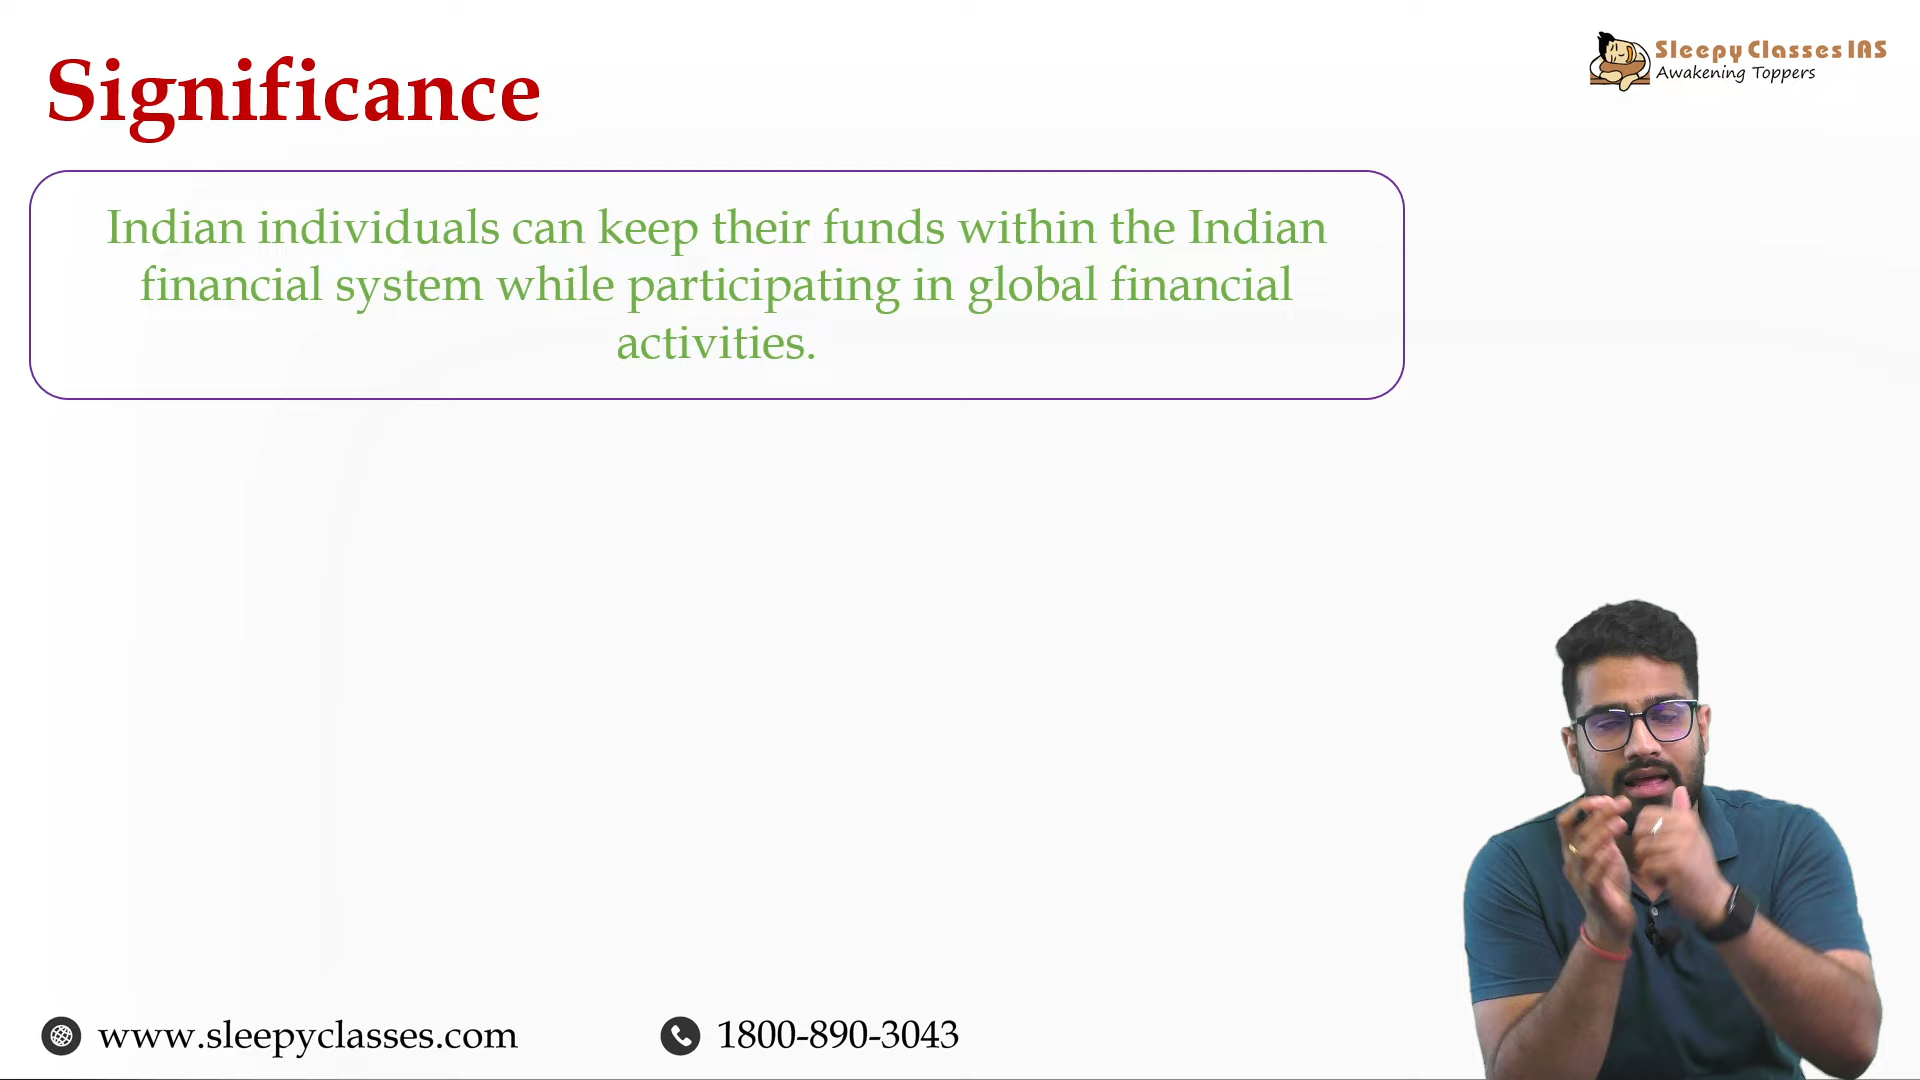 Significance
Sleepy Classes IAS
Awakening Toppers
Indian individuals can keep their funds within the Indian
financial system while participating in global financial
activities.
www.sleepyclasses.com
1800-890-3043